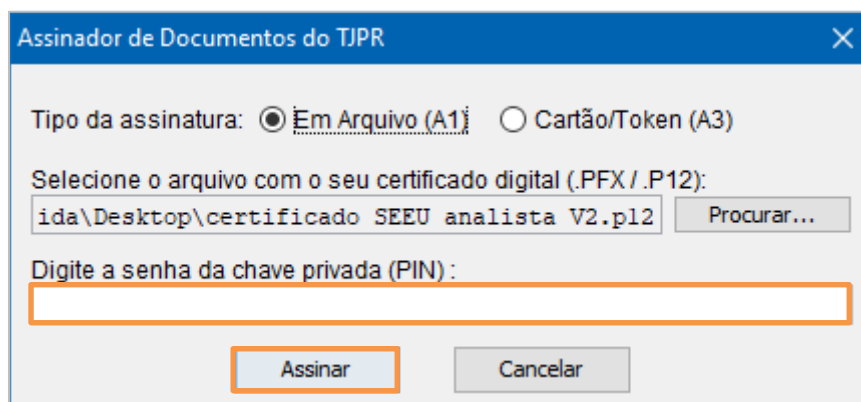 Assinador de Documentos do TJPR
Tipo da assinatura: Em Arquivo (A1) Cartão/Token (A3)
Selecione o arquivo com o seu certificado digital (.PFX / .P12):
ida\Desktop\certificado SEEU analista V2.p12 Procurar...
Digite a senha da chave privada (PIN) :
Assinar Cancelar